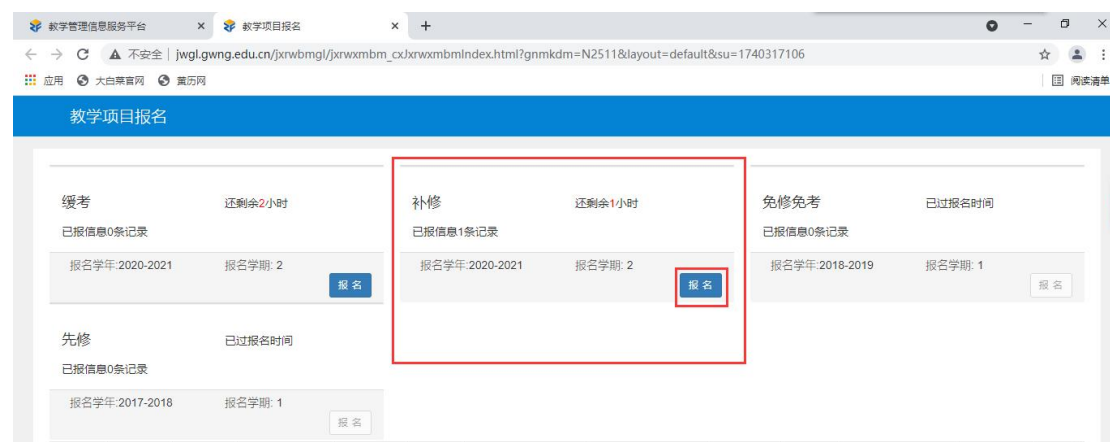 教学管理信息服务平台 × 教学项目报名 × +
不安全 | jwgl.gwng.edu.cn/jxrwbmgl/jxrwxmbm_cxJxrwxmbmIndex.html?gnmkdm=N2511&layout=default&su=1740317106
应用 大白菜官网 黄历网 阅读清单
教学项目报名
缓考 还剩余2小时
已报信息0条记录
报名学年:2020-2021 报名学期: 2
报 名
补修 还剩余1小时
已报信息1条记录
报名学年:2020-2021 报名学期: 2
报 名
免修免考 已过报名时间
已报信息0条记录
报名学年:2018-2019 报名学期: 1
报 名
先修 已过报名时间
已报信息0条记录
报名学年:2017-2018 报名学期: 1
报 名